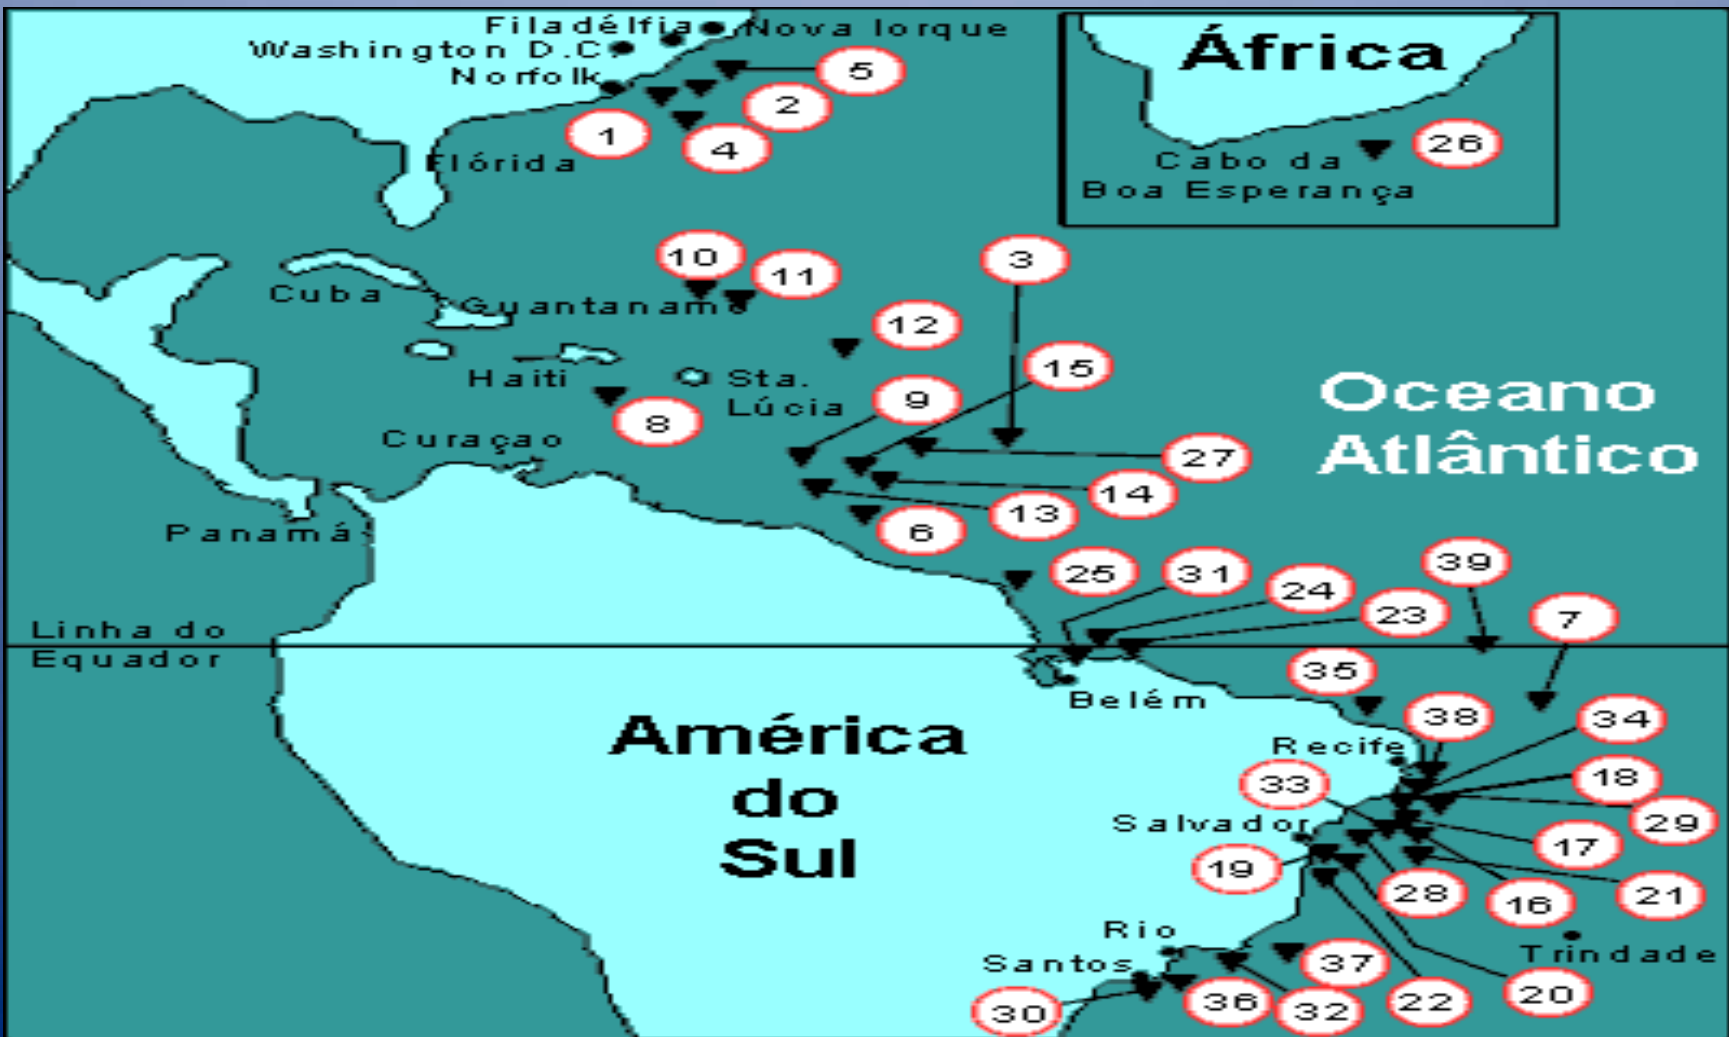 Filadélfia
Nova Iorque
Washington D.C.
Norfolk
5
2
1
4
Flórida
África
26
Cabo da
Boa Esperança
10
11
3
Cuba
Guantanamo
12
15
Haiti
Sta.
Lúcia
9
8
Curaçao
Oceano
Atlântico
27
14
13
6
Panamá
25
31
24
39
23
7
Linha do
Equador
35
Belém
38
34
América
do
Sul
Recife
33
18
29
Salvador
17
19
28
16
21
Rio
Trindade
Santos
37
30
36
32
22
20